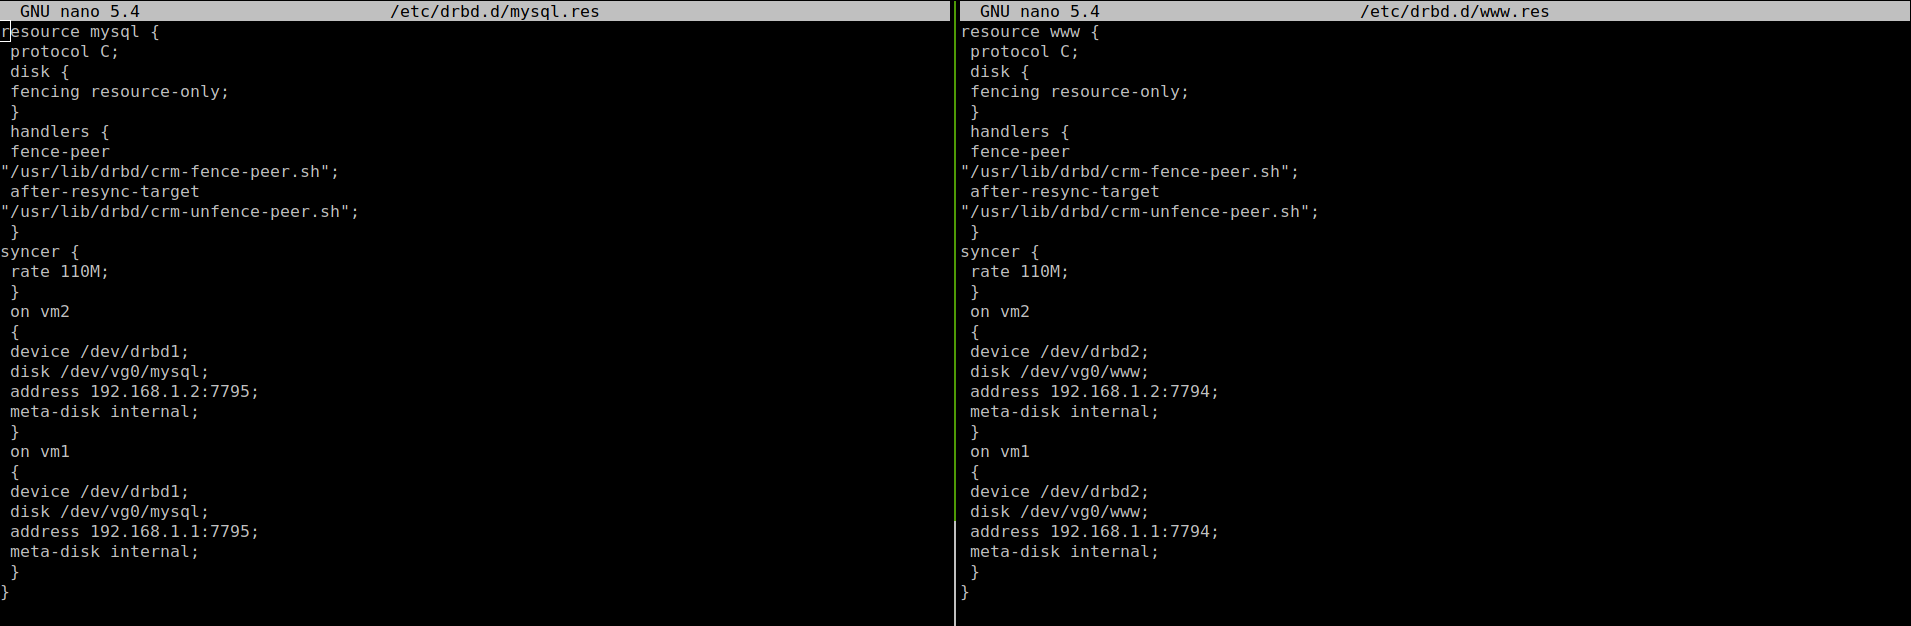 GNU nano 5.4 /etc/drbd.d/mysql.res
resource mysql {
protocol C;
disk {
fencing resource-only;
}
handlers {
fence-peer
"/usr/lib/drbd/crm-fence-peer.sh";
after-resync-target
"/usr/lib/drbd/crm-unfence-peer.sh";
}
syncer {
rate 110M;
}
on vm2
{
device /dev/drbd1;
disk /dev/vg0/mysql;
address 192.168.1.2:7795;
meta-disk internal;
}
on vm1
{
device /dev/drbd1;
disk /dev/vg0/mysql;
address 192.168.1.1:7795;
meta-disk internal;
}
}
GNU nano 5.4 /etc/drbd.d/www.res
resource www {
protocol C;
disk {
fencing resource-only;
}
handlers {
fence-peer
"/usr/lib/drbd/crm-fence-peer.sh";
after-resync-target
"/usr/lib/drbd/crm-unfence-peer.sh";
}
syncer {
rate 110M;
}
on vm2
{
device /dev/drbd2;
disk /dev/vg0/www;
address 192.168.1.2:7794;
meta-disk internal;
}
on vm1
{
device /dev/drbd2;
disk /dev/vg0/www;
address 192.168.1.1:7794;
meta-disk internal;
}
}